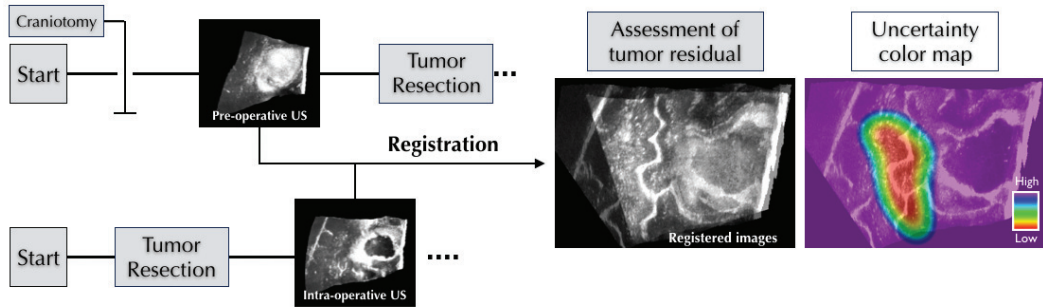 Craniotomy
Start
Pre-operative US
Tumor
Resection
...
Registration
Start
Tumor
Resection
Intra-operative US
....
Assessment of
tumor residual
Registered images
Uncertainty
color map
High
Low